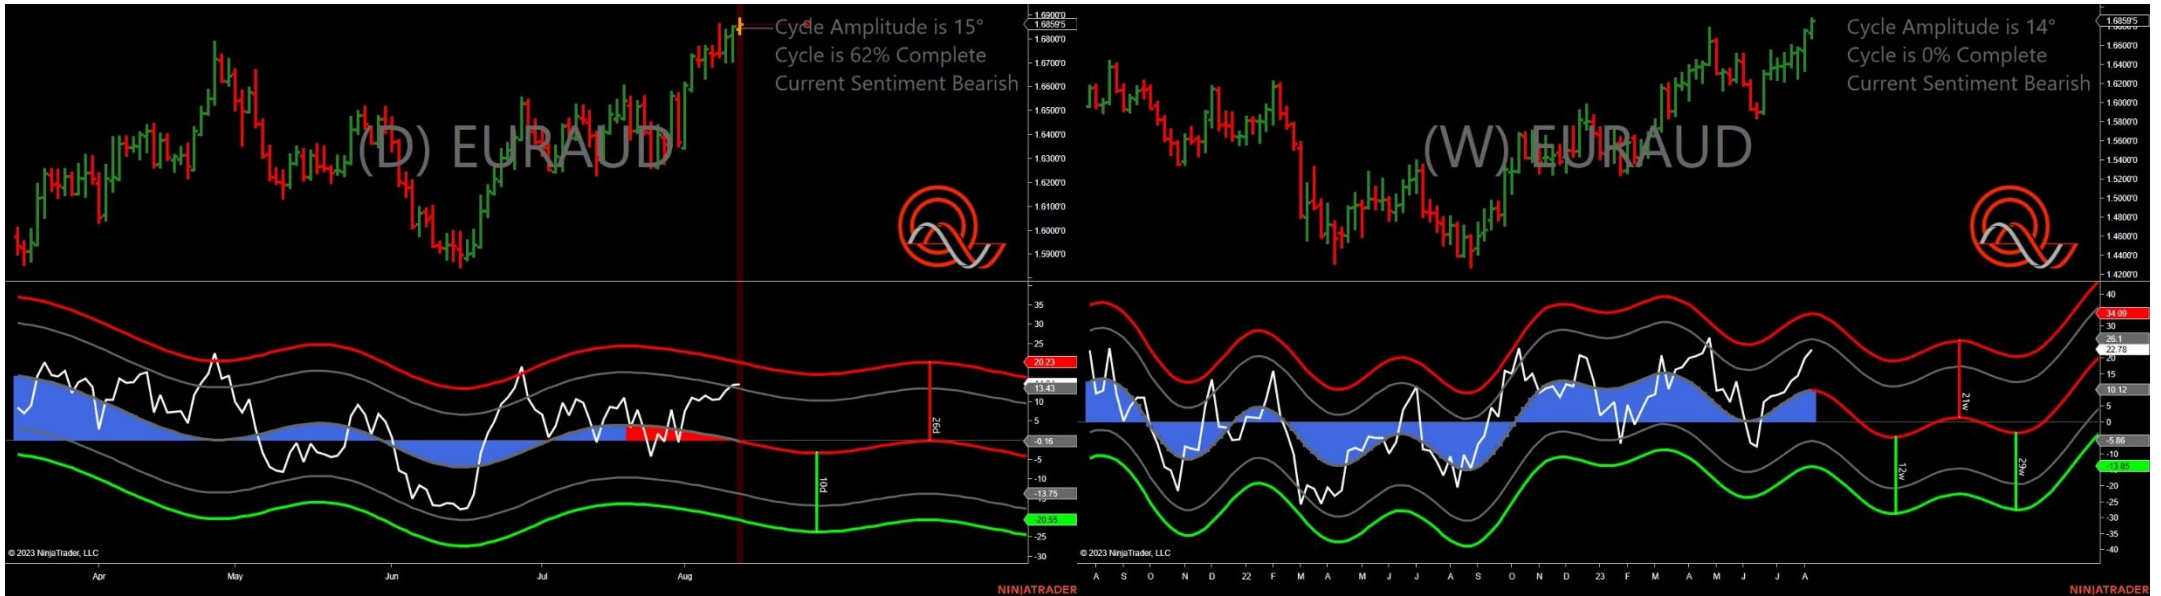 Cycle Amplitude is 15°
Cycle is 62% Complete
Current Sentiment Bearish
(D) EURAUD
1.6900'0
1.6859'5
1.6800'0
1.6700'0
1.6600'0
1.6500'0
1.6400'0
1.6300'0
1.6200'0
1.6100'0
1.5900'0
35
30
25
20.23
13.43
10
5
-0.16
-5
-10
-13.75
-20.55
-25
-30
26d
10d
© 2023 NinjaTrader, LLC
Apr
May
Jun
Jul
Aug
NINJATRADER
Cycle Amplitude is 14°
Cycle is 0% Complete
Current Sentiment Bearish
(W) EURAUD
1.6859'5
1.6600'0
1.6400'0
1.6200'0
1.6000'0
1.5800'0
1.5600'0
1.5400'0
1.5200'0
1.5000'0
1.4800'0
1.4600'0
1.4400'0
1.4200'0
40
34.09
30
26.1
22.78
20
15
10.12
5
0
-5.86
-10
-13.85
-20
-25
-30
-35
-40
21w
12w
29w
© 2023 NinjaTrader, LLC
A S O N D 22 F M A M J J A S O N D 23 F M A M J J A
NINJATRADER